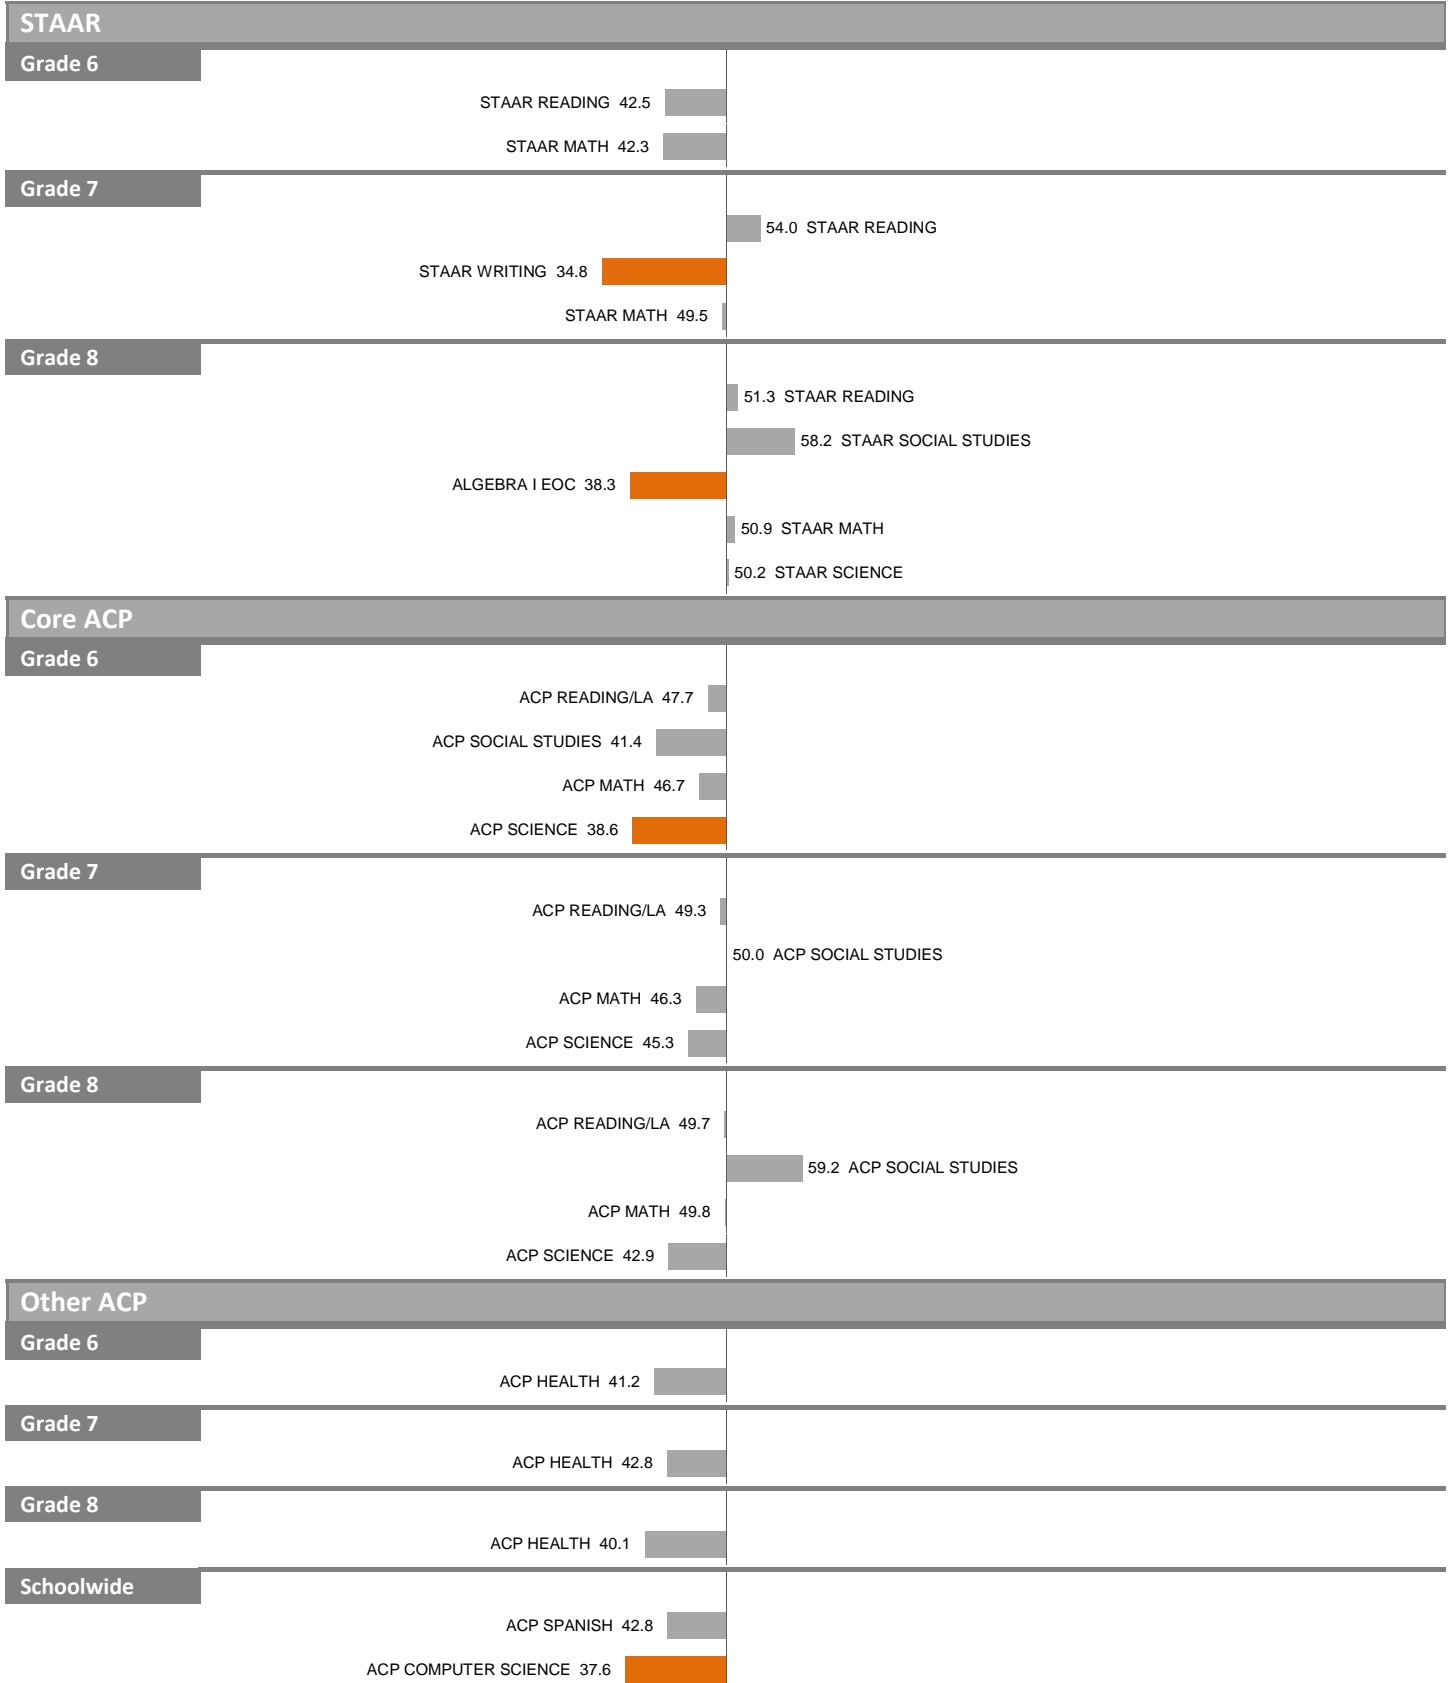 STAAR
Grade 6
STAAR READING 42.5
STAAR MATH 42.3
Grade 7
54.0 STAAR READING
STAAR WRITING 34.8
STAAR MATH 49.5
Grade 8
51.3 STAAR READING
58.2 STAAR SOCIAL STUDIES
ALGEBRA I EOC 38.3
50.9 STAAR MATH
50.2 STAAR SCIENCE
Core ACP
Grade 6
ACP READING/LA 47.7
ACP SOCIAL STUDIES 41.4
ACP MATH 46.7
ACP SCIENCE 38.6
Grade 7
ACP READING/LA 49.3
50.0 ACP SOCIAL STUDIES
ACP MATH 46.3
ACP SCIENCE 45.3
Grade 8
ACP READING/LA 49.7
59.2 ACP SOCIAL STUDIES
ACP MATH 49.8
ACP SCIENCE 42.9
Other ACP
Grade 6
ACP HEALTH 41.2
Grade 7
ACP HEALTH 42.8
Grade 8
ACP HEALTH 40.1
Schoolwide
ACP SPANISH 42.8
ACP COMPUTER SCIENCE 37.6